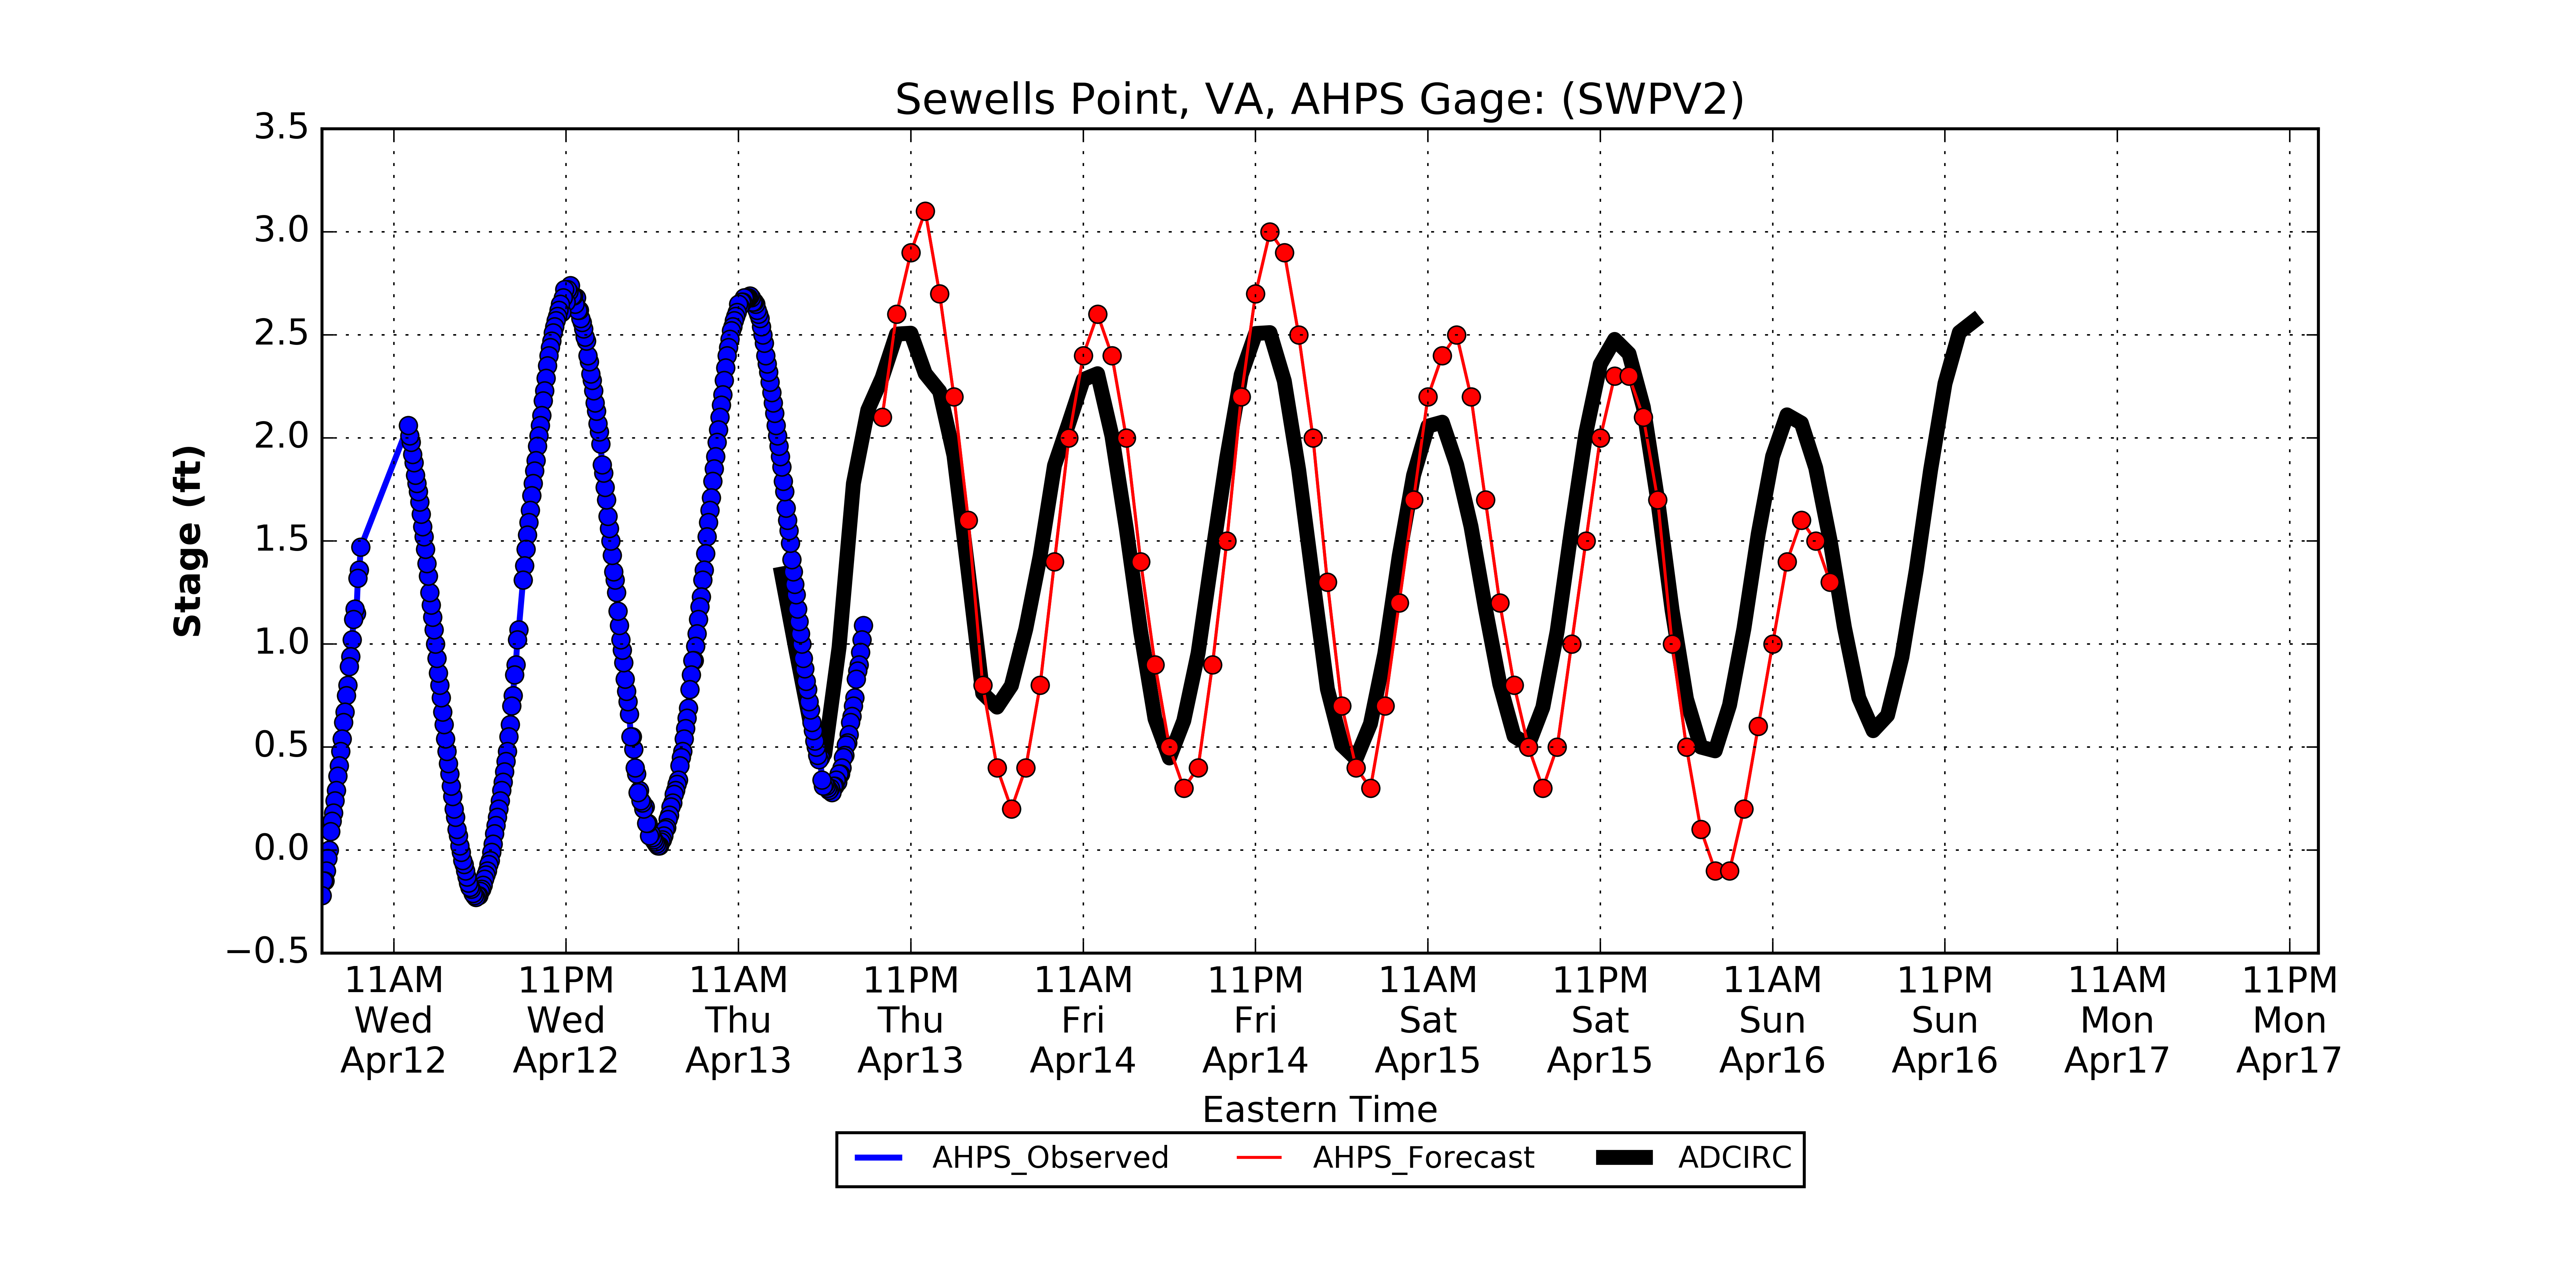 Sewells Point, VA, AHPS Gage: (SWPV2)
3.5
3.0
2.5
2.0
1.5
1.0
0.5
0.0
−0.5
Stage (ft)
11AM 11PM 11AM 11PM 11AM 11PM 11AM 11PM 11AM 11PM 11AM 11PM
Wed Wed Thu Thu Fri Fri Sat Sat Sun Sun Mon Mon
Apr12 Apr12 Apr13 Apr13 Apr14 Apr14 Apr15 Apr15 Apr16 Apr16 Apr17 Apr17
Eastern Time
AHPS_Observed AHPS_Forecast ADCIRC